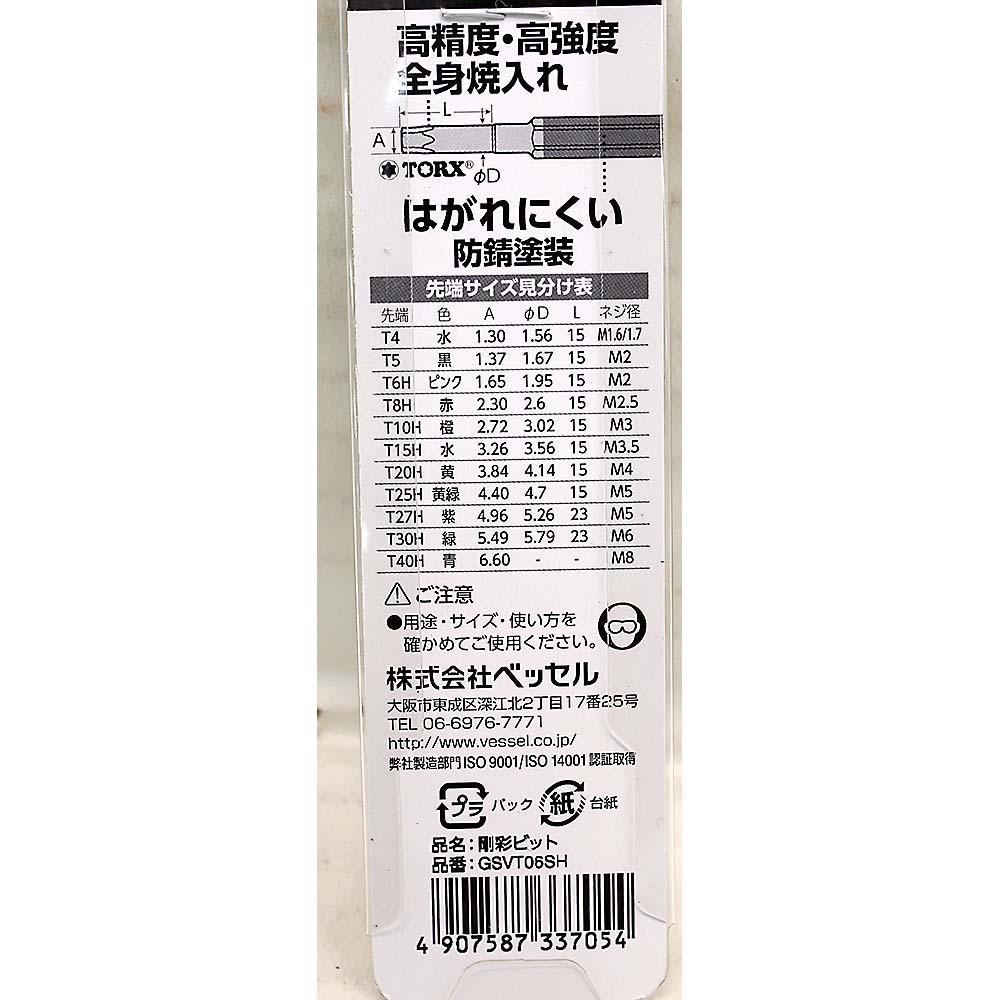 高精度・高強度
全身焼入れ
L
A
TORX® φD
はがれにくい
防錆塗装
先端サイズ見分け表
先端 色 A φD L ネジ径
T4 水 1.30 1.56 15 M1.6/1.7
T5 黒 1.37 1.67 15 M2
T6H ピンク 1.65 1.95 15 M2
T8H 赤 2.30 2.6 15 M2.5
T10H 橙 2.72 3.02 15 M3
T15H 水 3.26 3.56 15 M3.5
T20H 黄 3.84 4.14 15 M4
T25H 黄緑 4.40 4.7 15 M5
T27H 紫 4.96 5.26 23 M5
T30H 緑 5.49 5.79 23 M6
T40H 青 6.60 - - M8
ご注意
●用途・サイズ・使い方を
確かめてご使用ください。
株式会社ベッセル
大阪市東成区深江北2丁目17番25号
TEL 06-6976-7771
http://www.vessel.co.jp/
弊社製造部門ISO 9001/ISO 14001認証取得
プラ パック 紙 台紙
品名：剛彩ビット
品番：GSVT06SH
4 907587 337054